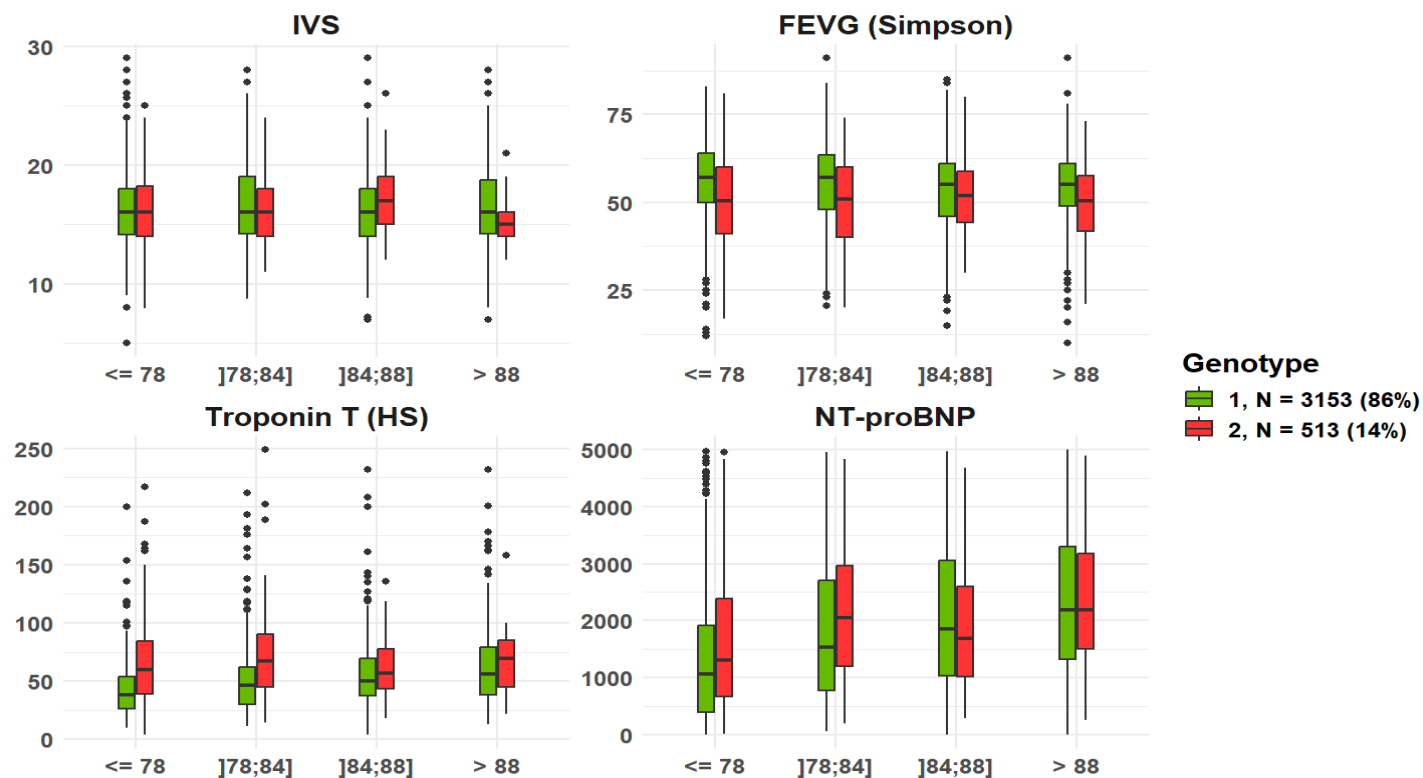 IVS
FEVG (Simpson)
30
20
10
75
50
25
<= 78 ]78;84] ]84;88] > 88
<= 78 ]78;84] ]84;88] > 88
Troponin T (HS)
NT-proBNP
250
200
150
100
50
0
5000
4000
3000
2000
1000
0
<= 78 ]78;84] ]84;88] > 88
<= 78 ]78;84] ]84;88] > 88
Genotype
1, N = 3153 (86%)
2, N = 513 (14%)